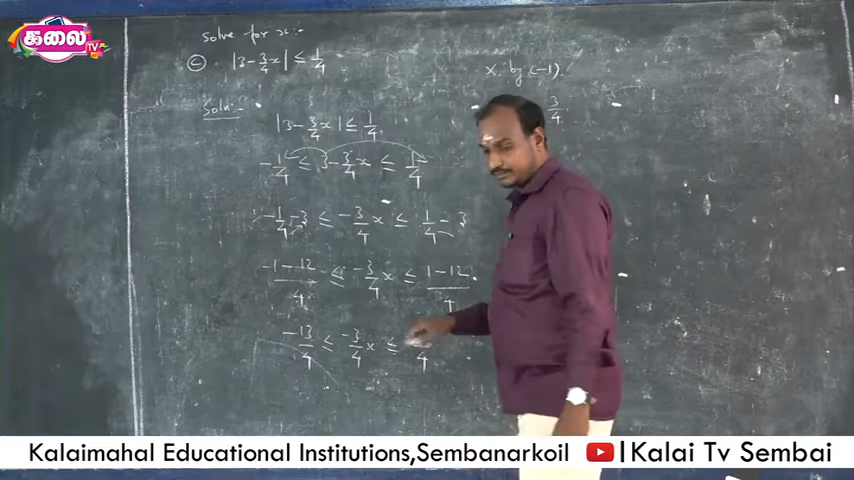 கலை
TV
solve for x:-
(c) |3 - 3/4 x| ≤ 1/4
x. by (-1).
3/4.
Soln:-
|3 - 3/4 x| ≤ 1/4.
-1/4 ≤ 3 - 3/4 x ≤ 1/4
-1/4 - 3 ≤ -3/4 x ≤ 1/4 - 3
-1-12/4 ≤ -3/4 x ≤ 1-12/4
-13/4 ≤ -3/4 x ≤ /4
Kalaimahal Educational Institutions,Sembanarkoil |Kalai Tv Sembai